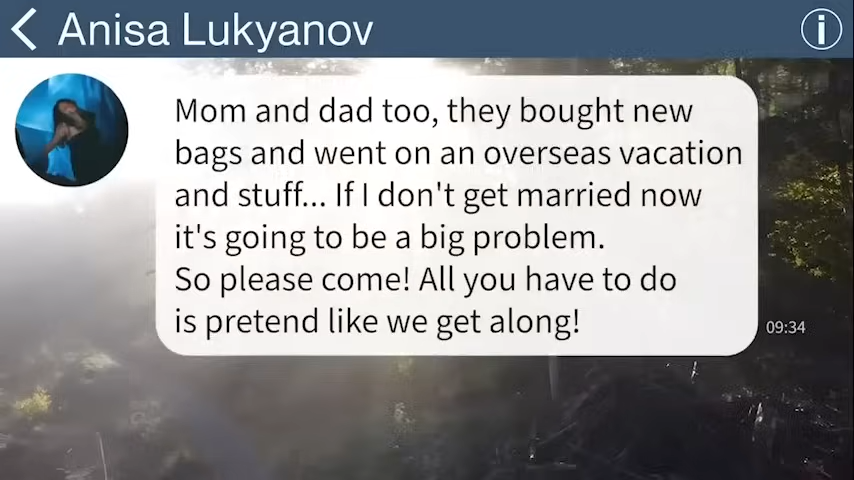 Anisa Lukyanov
Mom and dad too, they bought new
bags and went on an overseas vacation
and stuff... If I don't get married now
it's going to be a big problem.
So please come! All you have to do
is pretend like we get along!
09:34